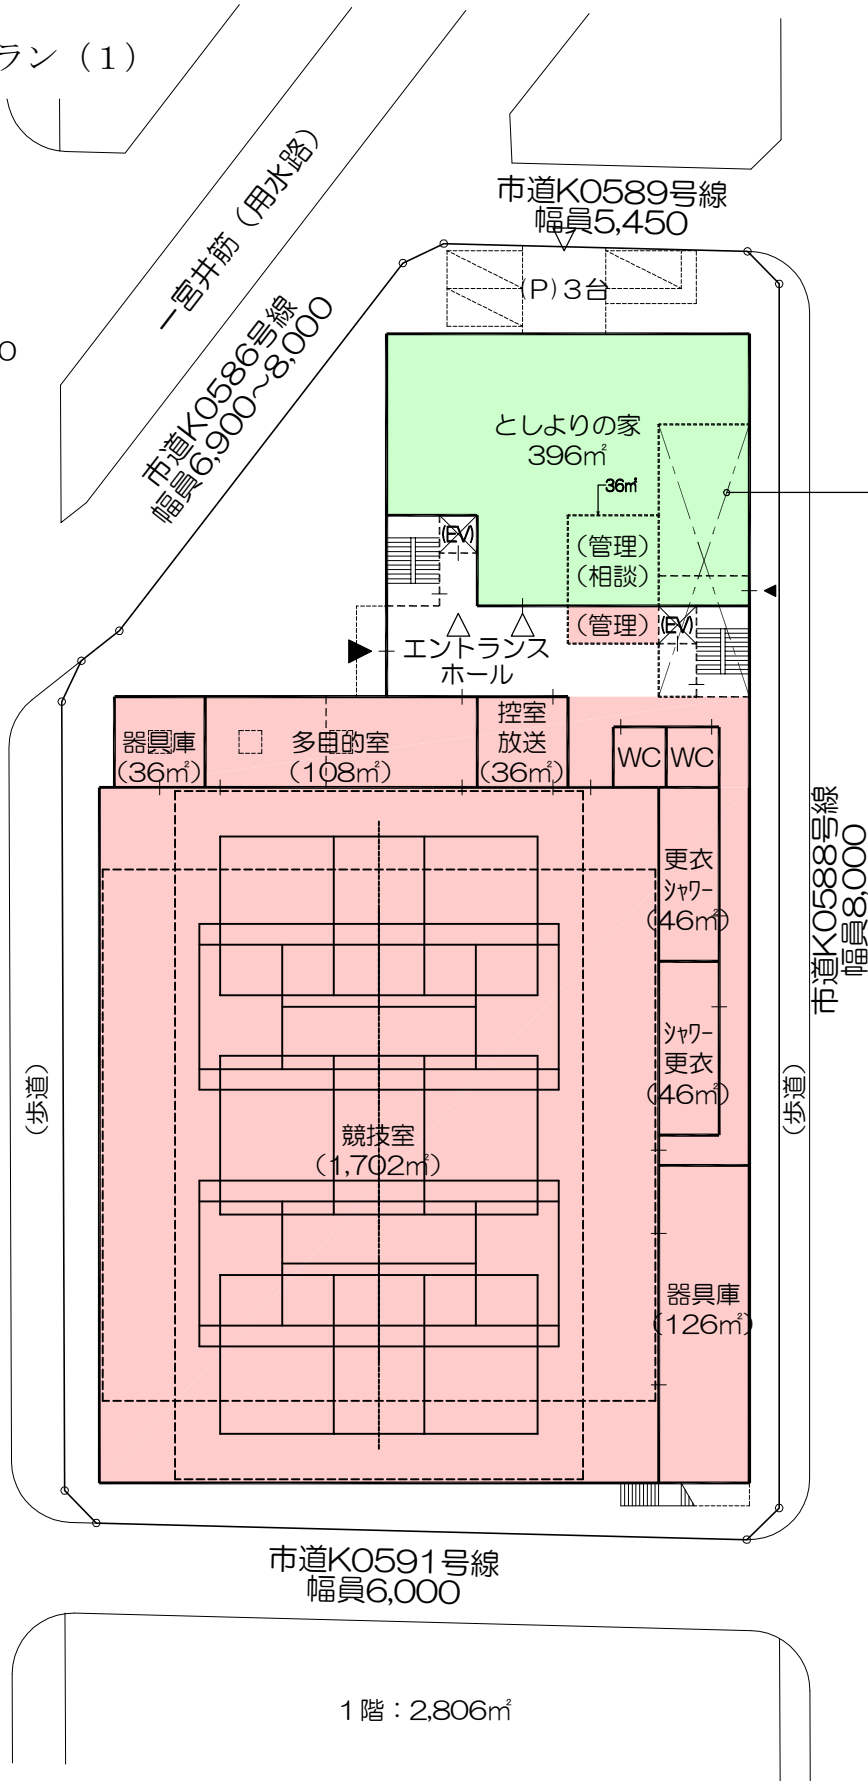 ラン（１）
市道K0589号線
幅員5,450
一宮井筋（用水路）
(P)３台
0
市道K0586号線
幅員6,900～8,000
としよりの家
396㎡
36㎡
(EV)
（管理）
（相談）
（管理）
(EV)
エントランス
ホール
器具庫
(36㎡)
多目的室
(108㎡)
控室
放送
(36㎡)
WC
WC
更衣
ｼｬﾜｰ
(46㎡)
市道K0588号線
幅員8,000
ｼｬﾜｰ
更衣
(46㎡)
（歩道）
（歩道）
競技室
(1,702㎡)
器具庫
(126㎡)
市道K0591号線
幅員6,000
１階：2,806㎡